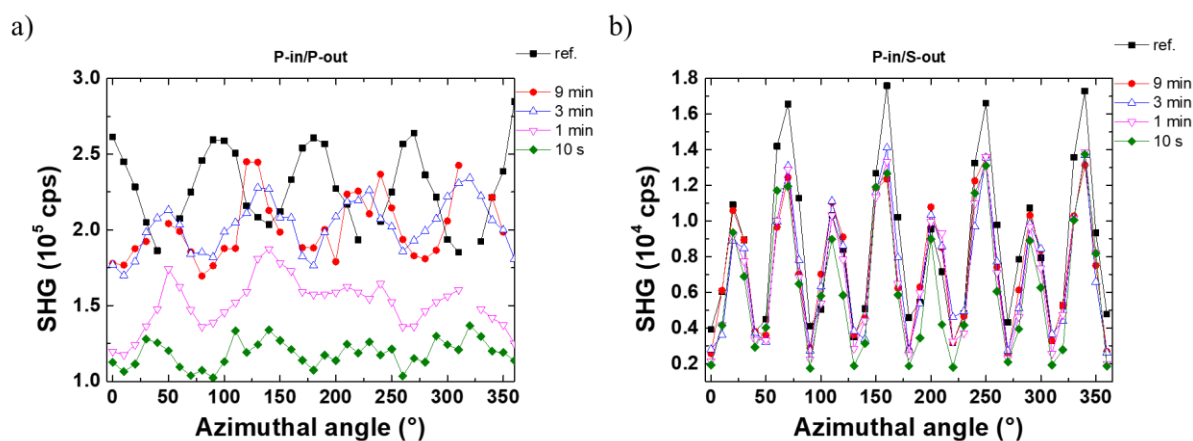 a)
P-in/P-out
ref.
9 min
3 min
1 min
10 s
SHG (10⁵ cps)
3.0
2.5
2.0
1.5
1.0
0 50 100 150 200 250 300 350
Azimuthal angle (°)
b)
P-in/S-out
ref.
9 min
3 min
1 min
10 s
SHG (10⁴ cps)
1.8
1.6
1.4
1.2
1.0
0.8
0.6
0.4
0.2
0 50 100 150 200 250 300 350
Azimuthal angle (°)